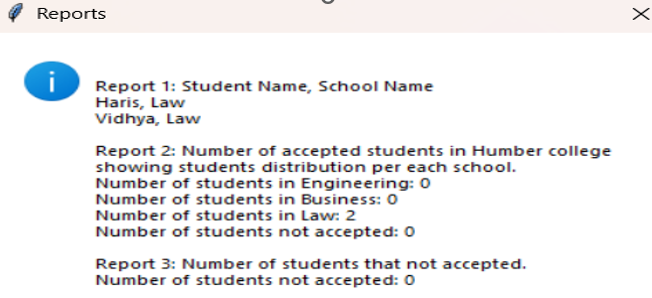 Reports
Report 1: Student Name, School Name
Haris, Law
Vidhya, Law
Report 2: Number of accepted students in Humber college
showing students distribution per each school.
Number of students in Engineering: 0
Number of students in Business: 0
Number of students in Law: 2
Number of students not accepted: 0
Report 3: Number of students that not accepted.
Number of students not accepted: 0